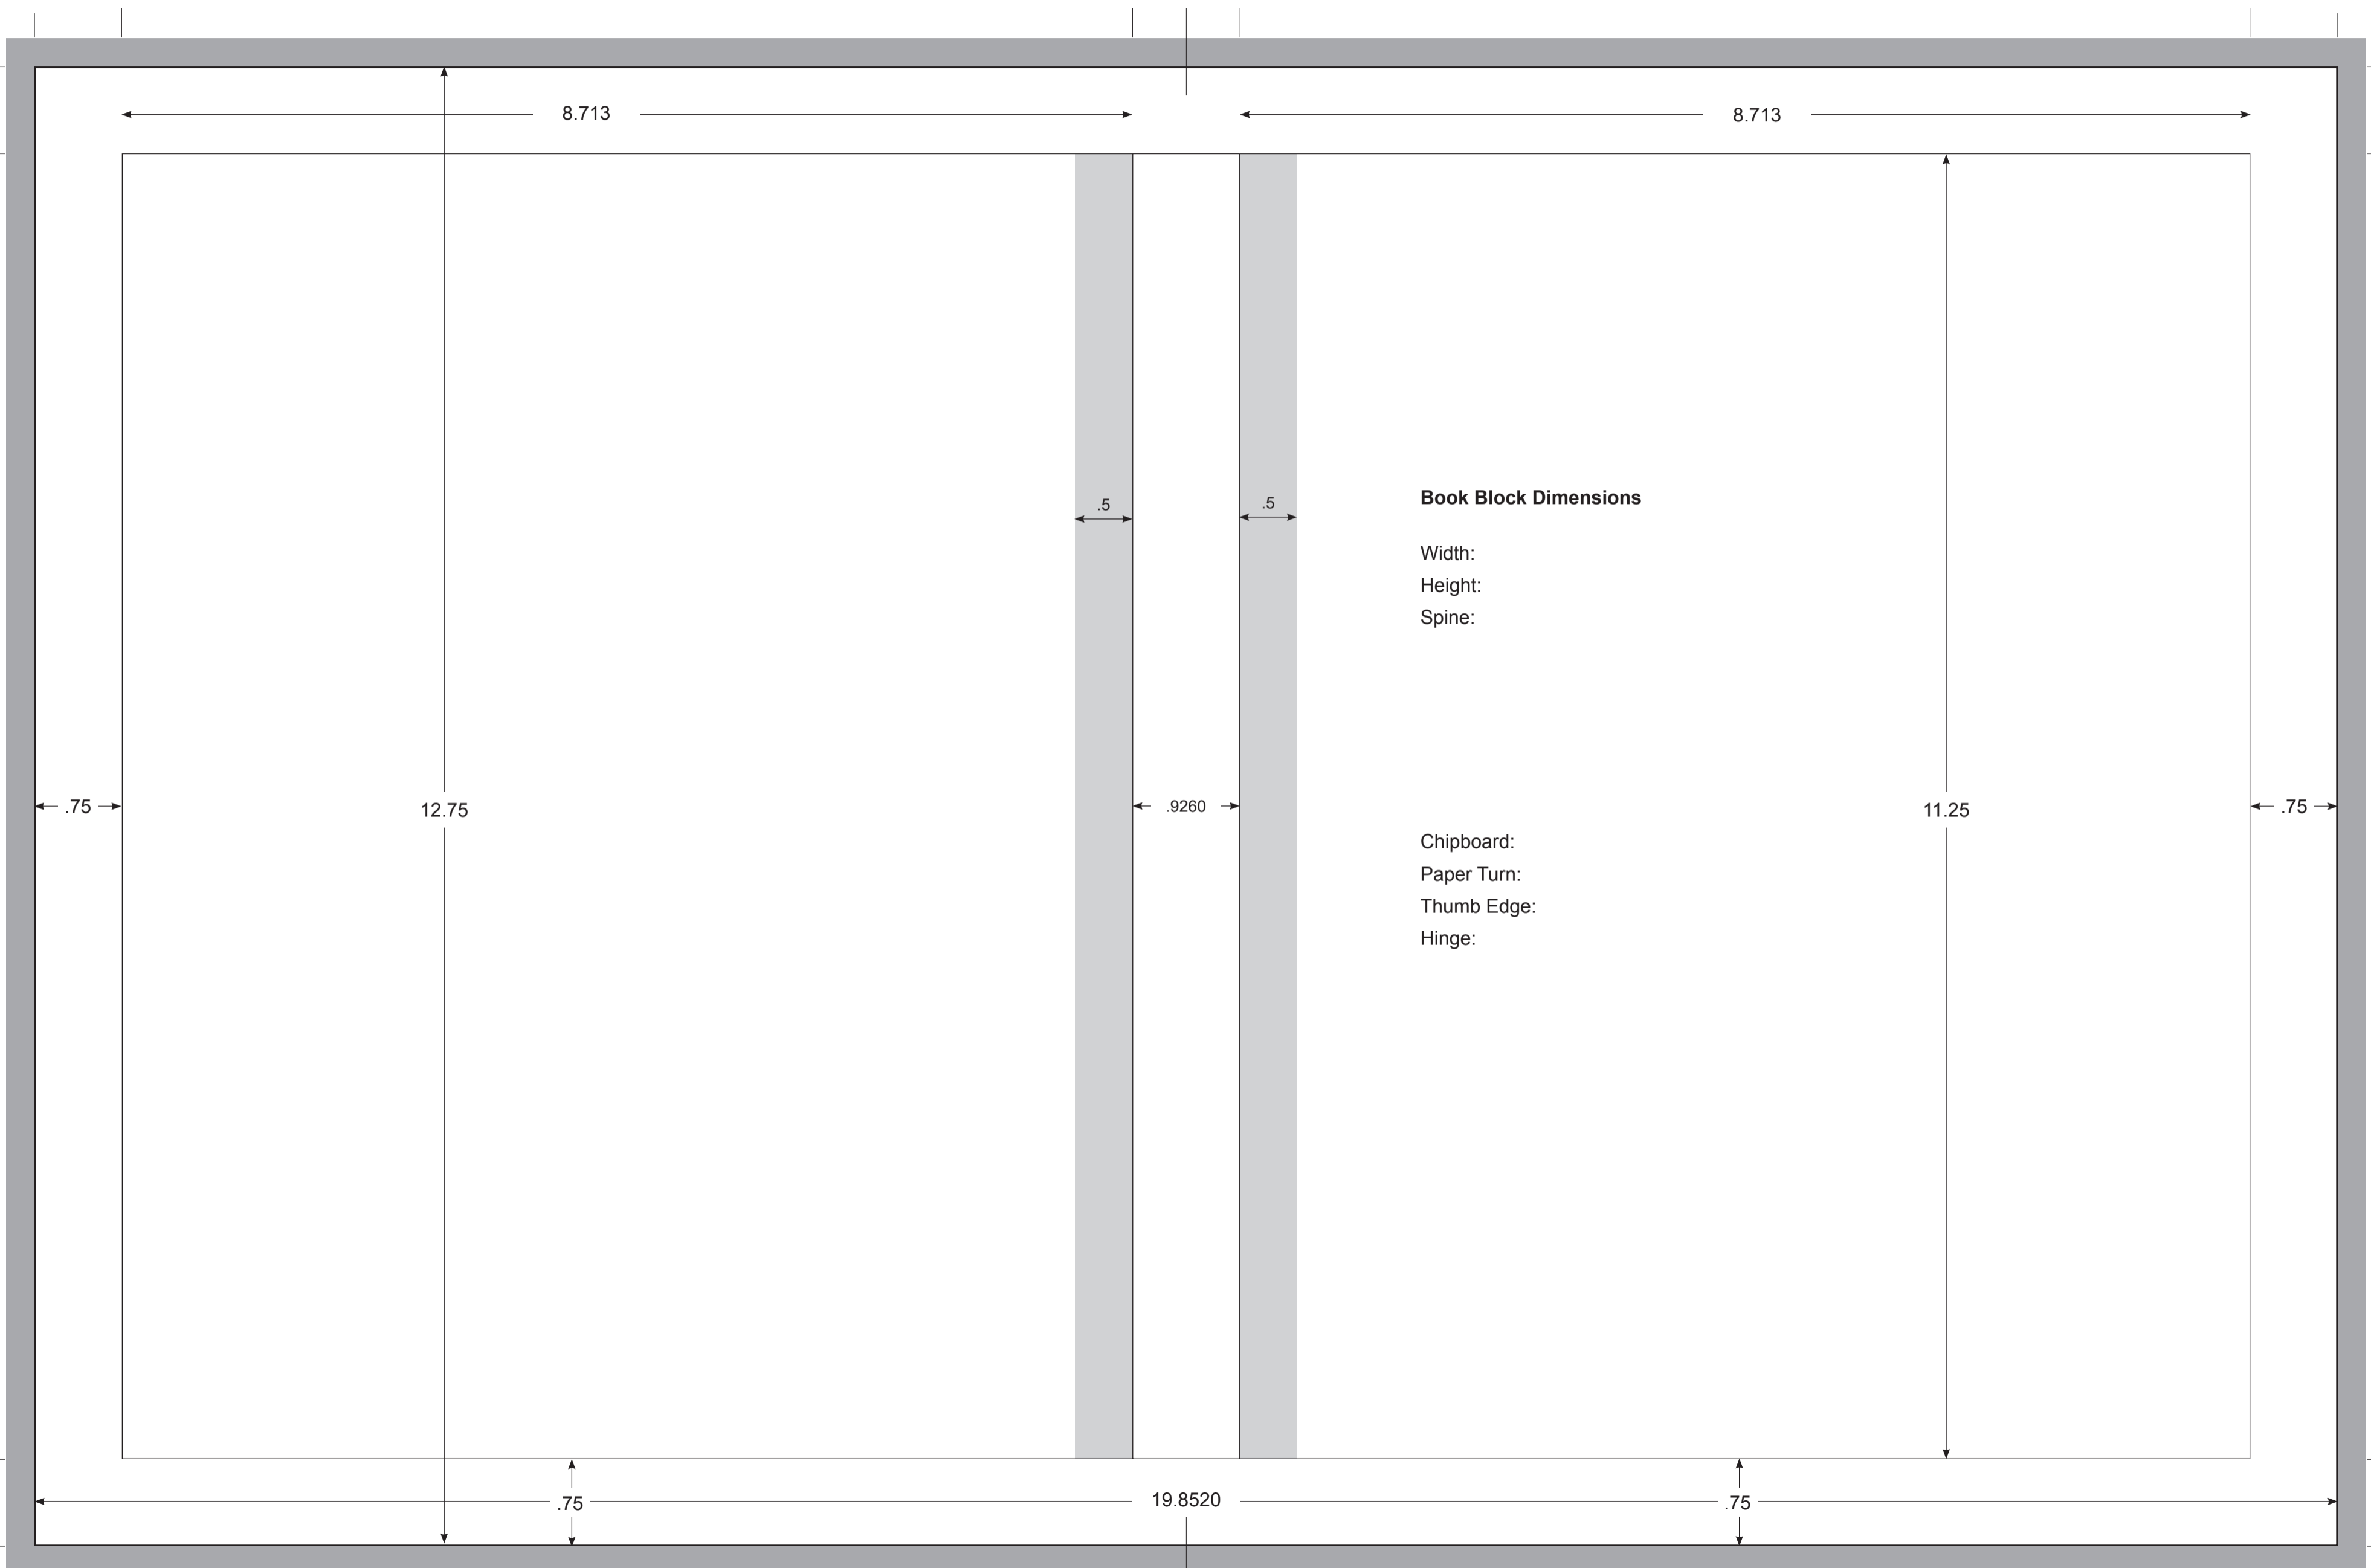 8.713
8.713
.5
.5
Book Block Dimensions
Width:
Height:
Spine:
.75
12.75
.9260
11.25
.75
Chipboard:
Paper Turn:
Thumb Edge:
Hinge:
.75
19.8520
.75